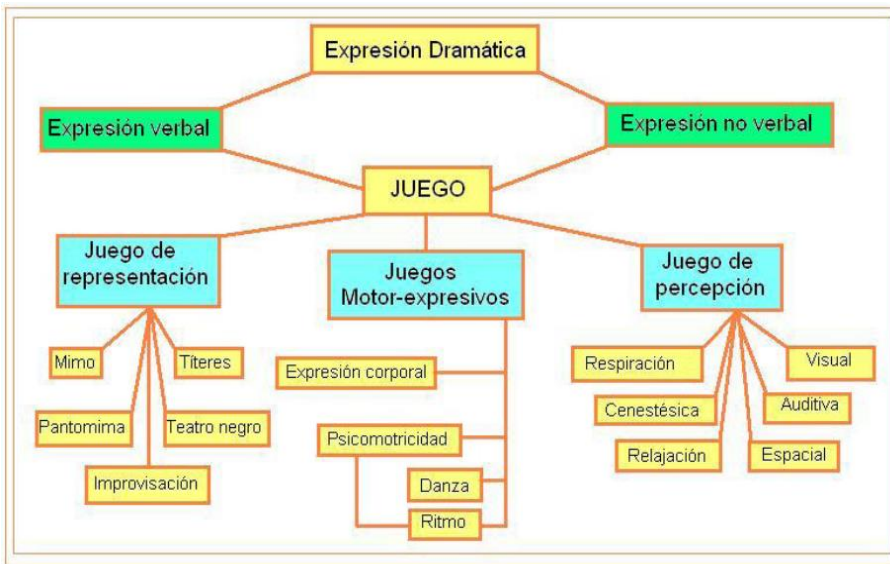 Expresión Dramática
Expresión verbal
Expresión no verbal
JUEGO
Juego de
representación
Juegos
Motor-expresivos
Juego de
percepción
Mimo
Títeres
Pantomima
Teatro negro
Improvisación
Expresión corporal
Psicomotricidad
Danza
Ritmo
Respiración
Visual
Cenestésica
Auditiva
Relajación
Espacial